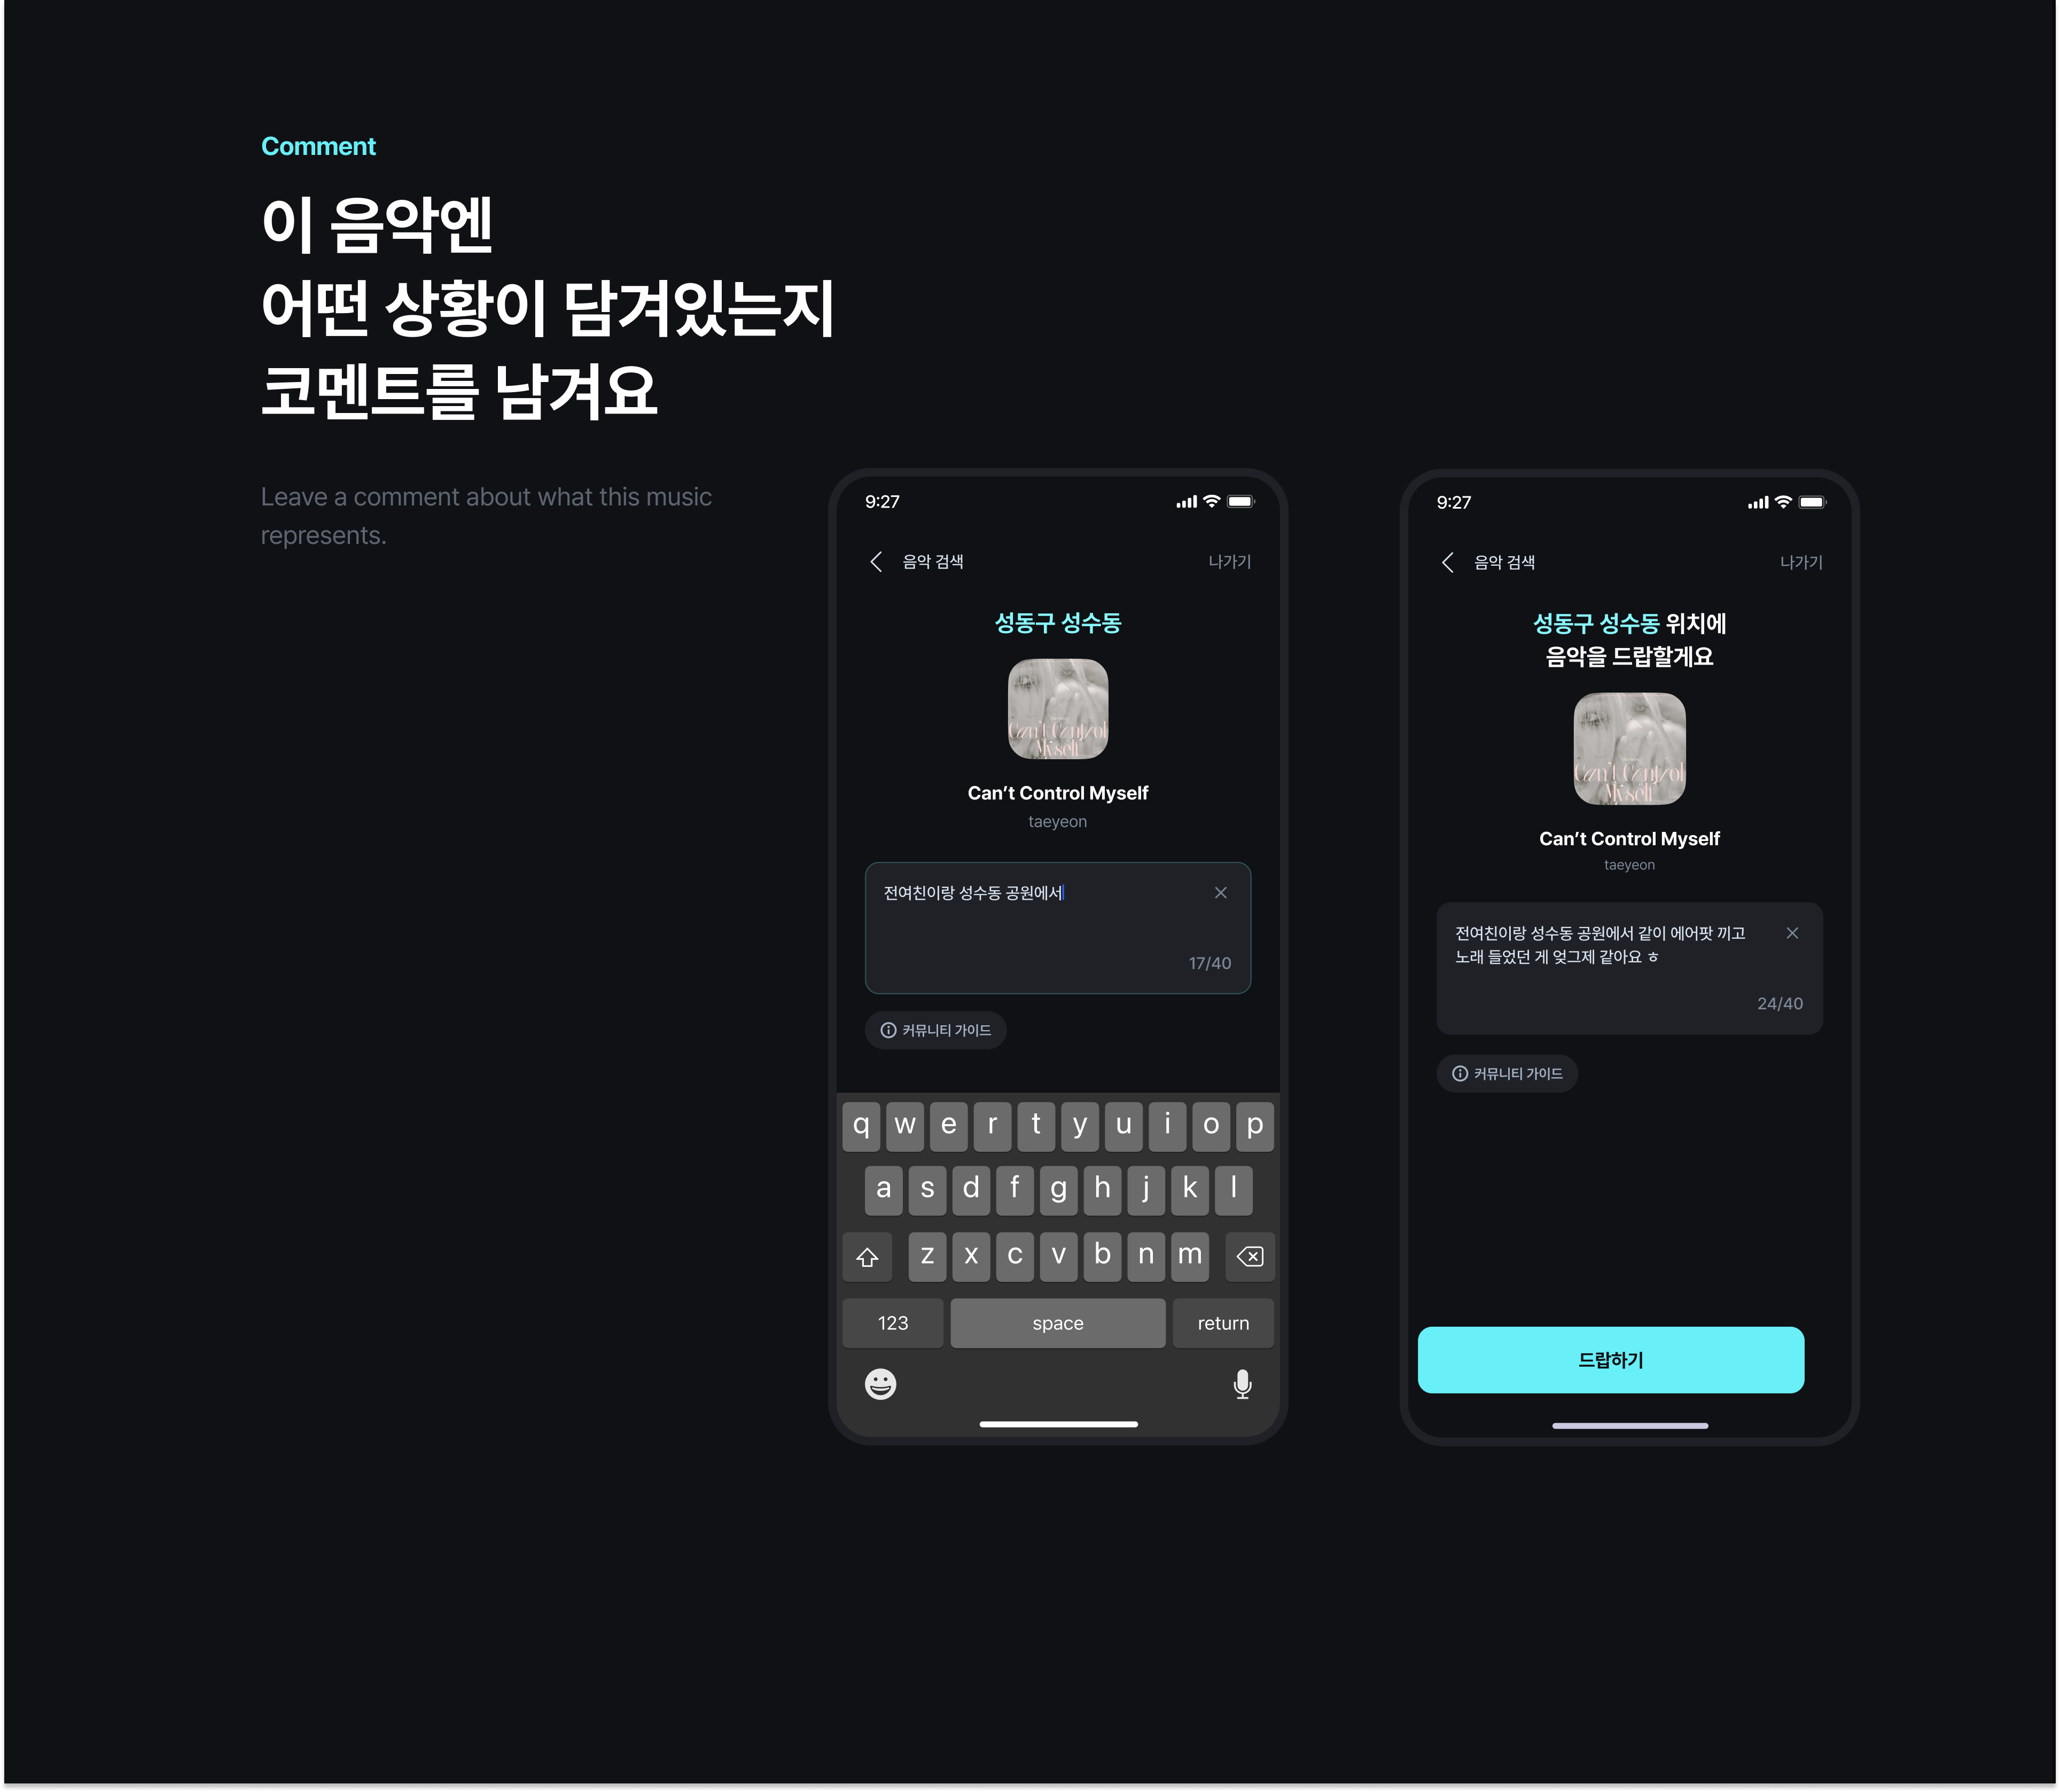 Comment
이 음악엔
어떤 상황이 담겨있는지
코멘트를 남겨요
Leave a comment about what this music
represents.
9:27
음악 검색
나가기
성동구 성수동
Can't Control
Myself
Can’t Control Myself
taeyeon
전여친이랑 성수동 공원에서
17/40
커뮤니티 가이드
q w e r t y u i o p
a s d f g h j k l
z x c v b n m
123 space return
9:27
음악 검색
나가기
성동구 성수동 위치에
음악을 드랍할게요
Can't Control
Myself
Can’t Control Myself
taeyeon
전여친이랑 성수동 공원에서 같이 에어팟 끼고
노래 들었던 게 엊그제 같아요 ㅎ
24/40
커뮤니티 가이드
드랍하기